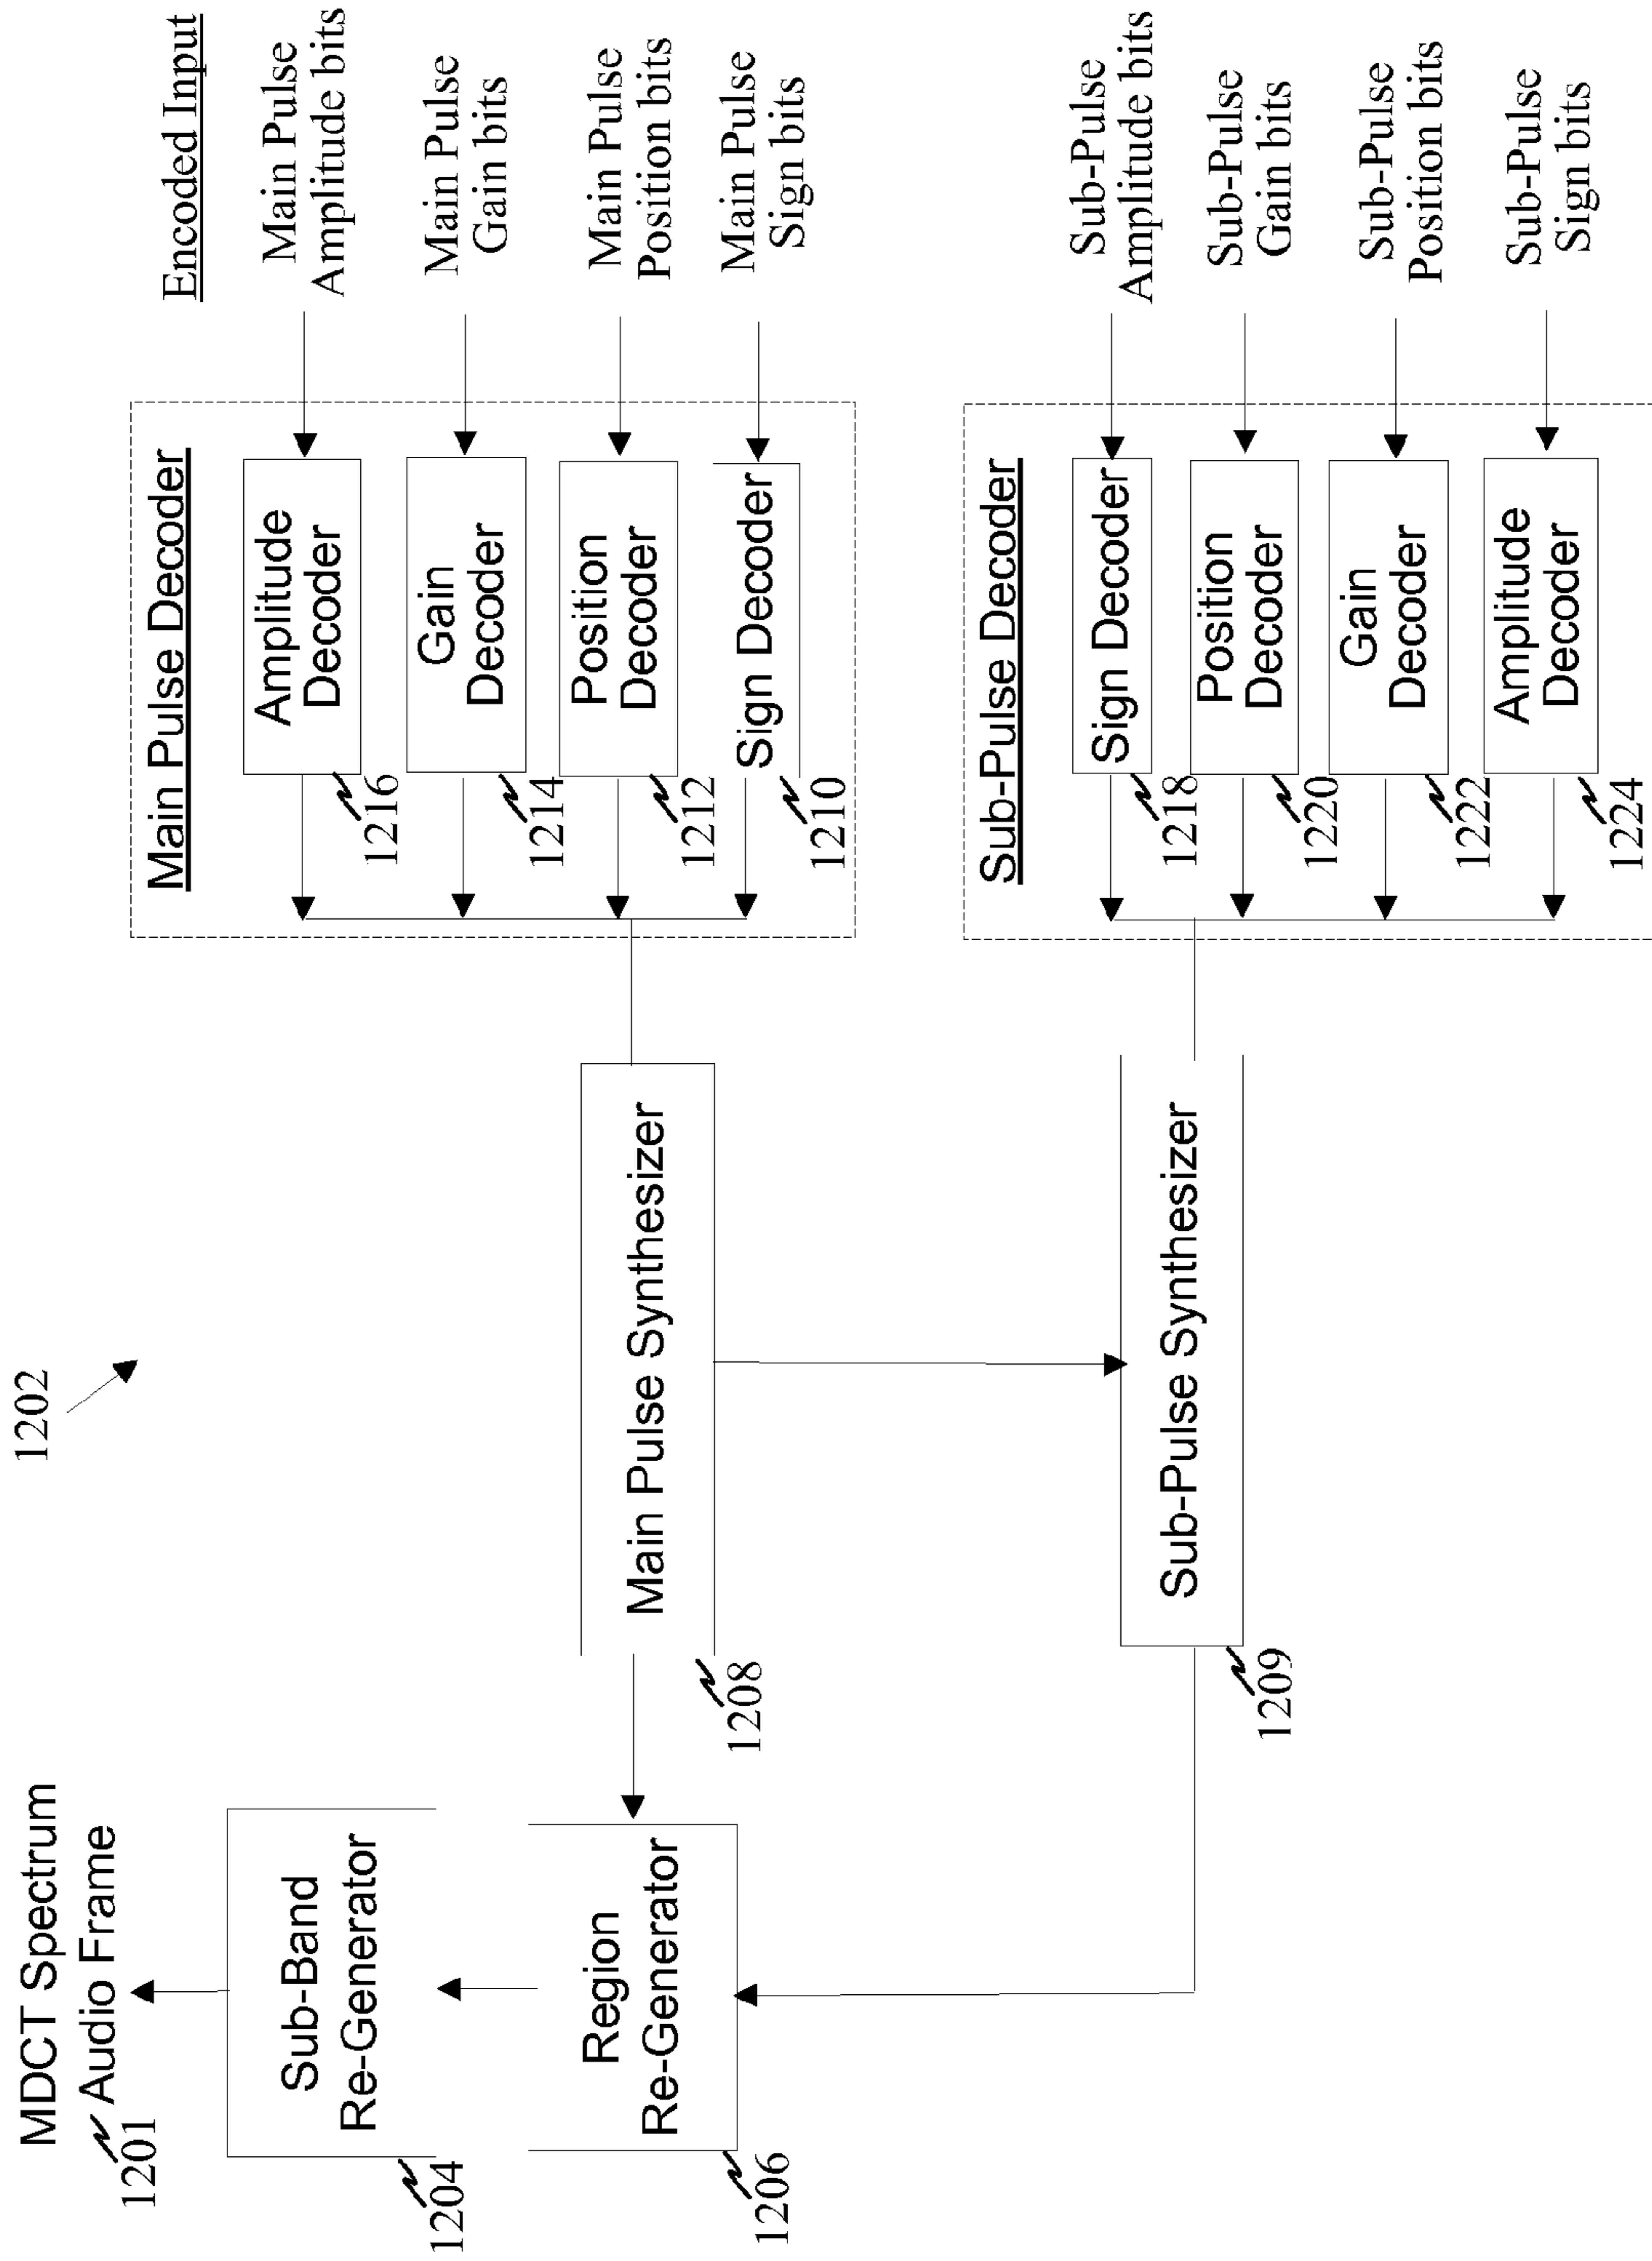 1202
MDCT Spectrum
Audio Frame
1201
Sub-Band
Re-Generator
1204
Region
Re-Generator
1206
Main Pulse Synthesizer
1208
Sub-Pulse Synthesizer
1209
Main Pulse Decoder
Amplitude
Decoder
1216
Gain
Decoder
1214
Position
Decoder
1212
Sign Decoder
1210
Sub-Pulse Decoder
Sign Decoder
1218
Position
Decoder
1220
Gain
Decoder
1222
Amplitude
Decoder
1224
Encoded Input
Main Pulse
Amplitude bits
Main Pulse
Gain bits
Main Pulse
Position bits
Main Pulse
Sign bits
Sub-Pulse
Amplitude bits
Sub-Pulse
Gain bits
Sub-Pulse
Position bits
Sub-Pulse
Sign bits